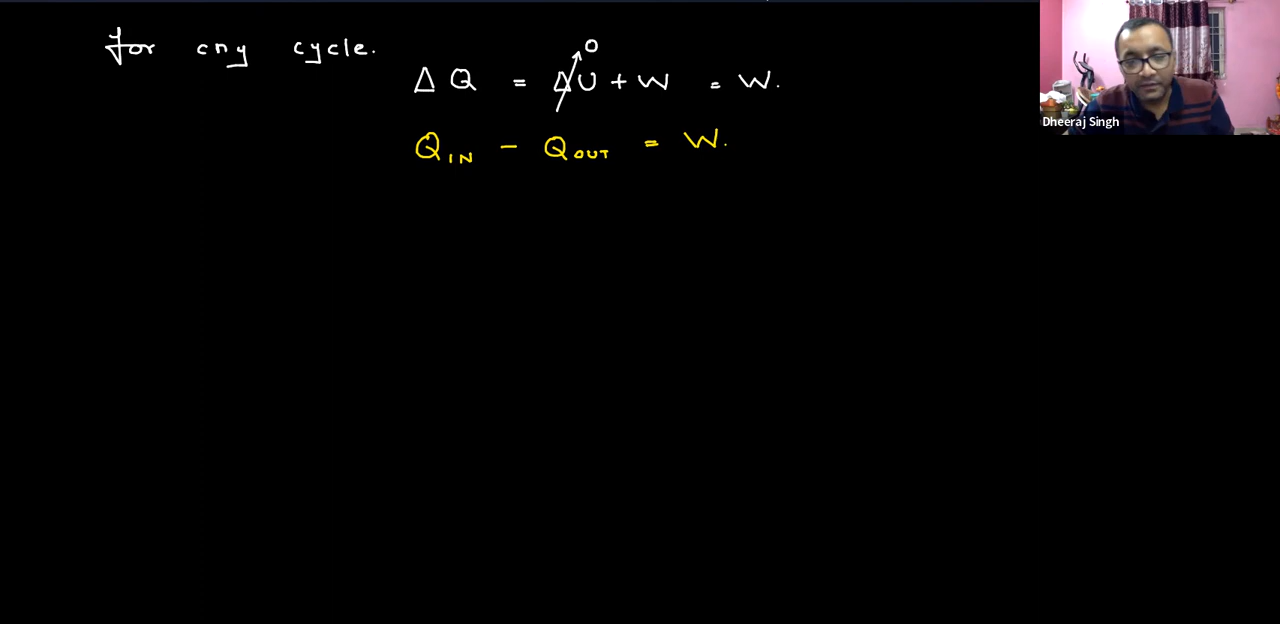 for any cycle.
ΔQ = ΔU + W = W.
0
Q_IN - Q_OUT = W.
Dheeraj Singh